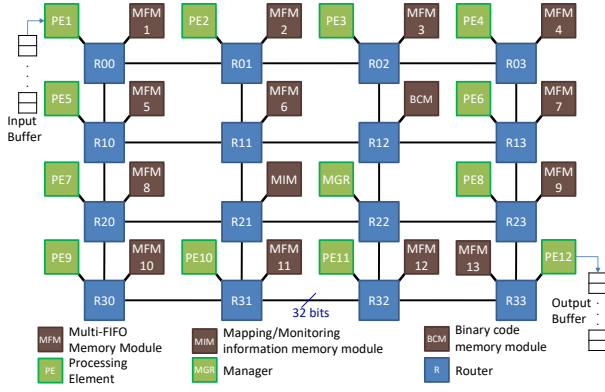 PE1
MFM
1
PE2
MFM
2
PE3
MFM
3
PE4
MFM
4
R00
R01
R02
R03
Input
Buffer
PE5
MFM
5
MFM
6
BCM
PE6
MFM
7
R10
R11
R12
R13
PE7
MFM
8
MIM
MGR
PE8
MFM
9
R20
R21
R22
R23
PE9
MFM
10
PE10
MFM
11
PE11
MFM
12
MFM
13
PE12
R30
R31
R32
R33
32 bits
Output
Buffer
MFM
Multi-FIFO
Memory Module
MIM
Mapping/Monitoring
information memory module
BCM
Binary code
memory module
PE
Processing
Element
MGR
Manager
R
Router